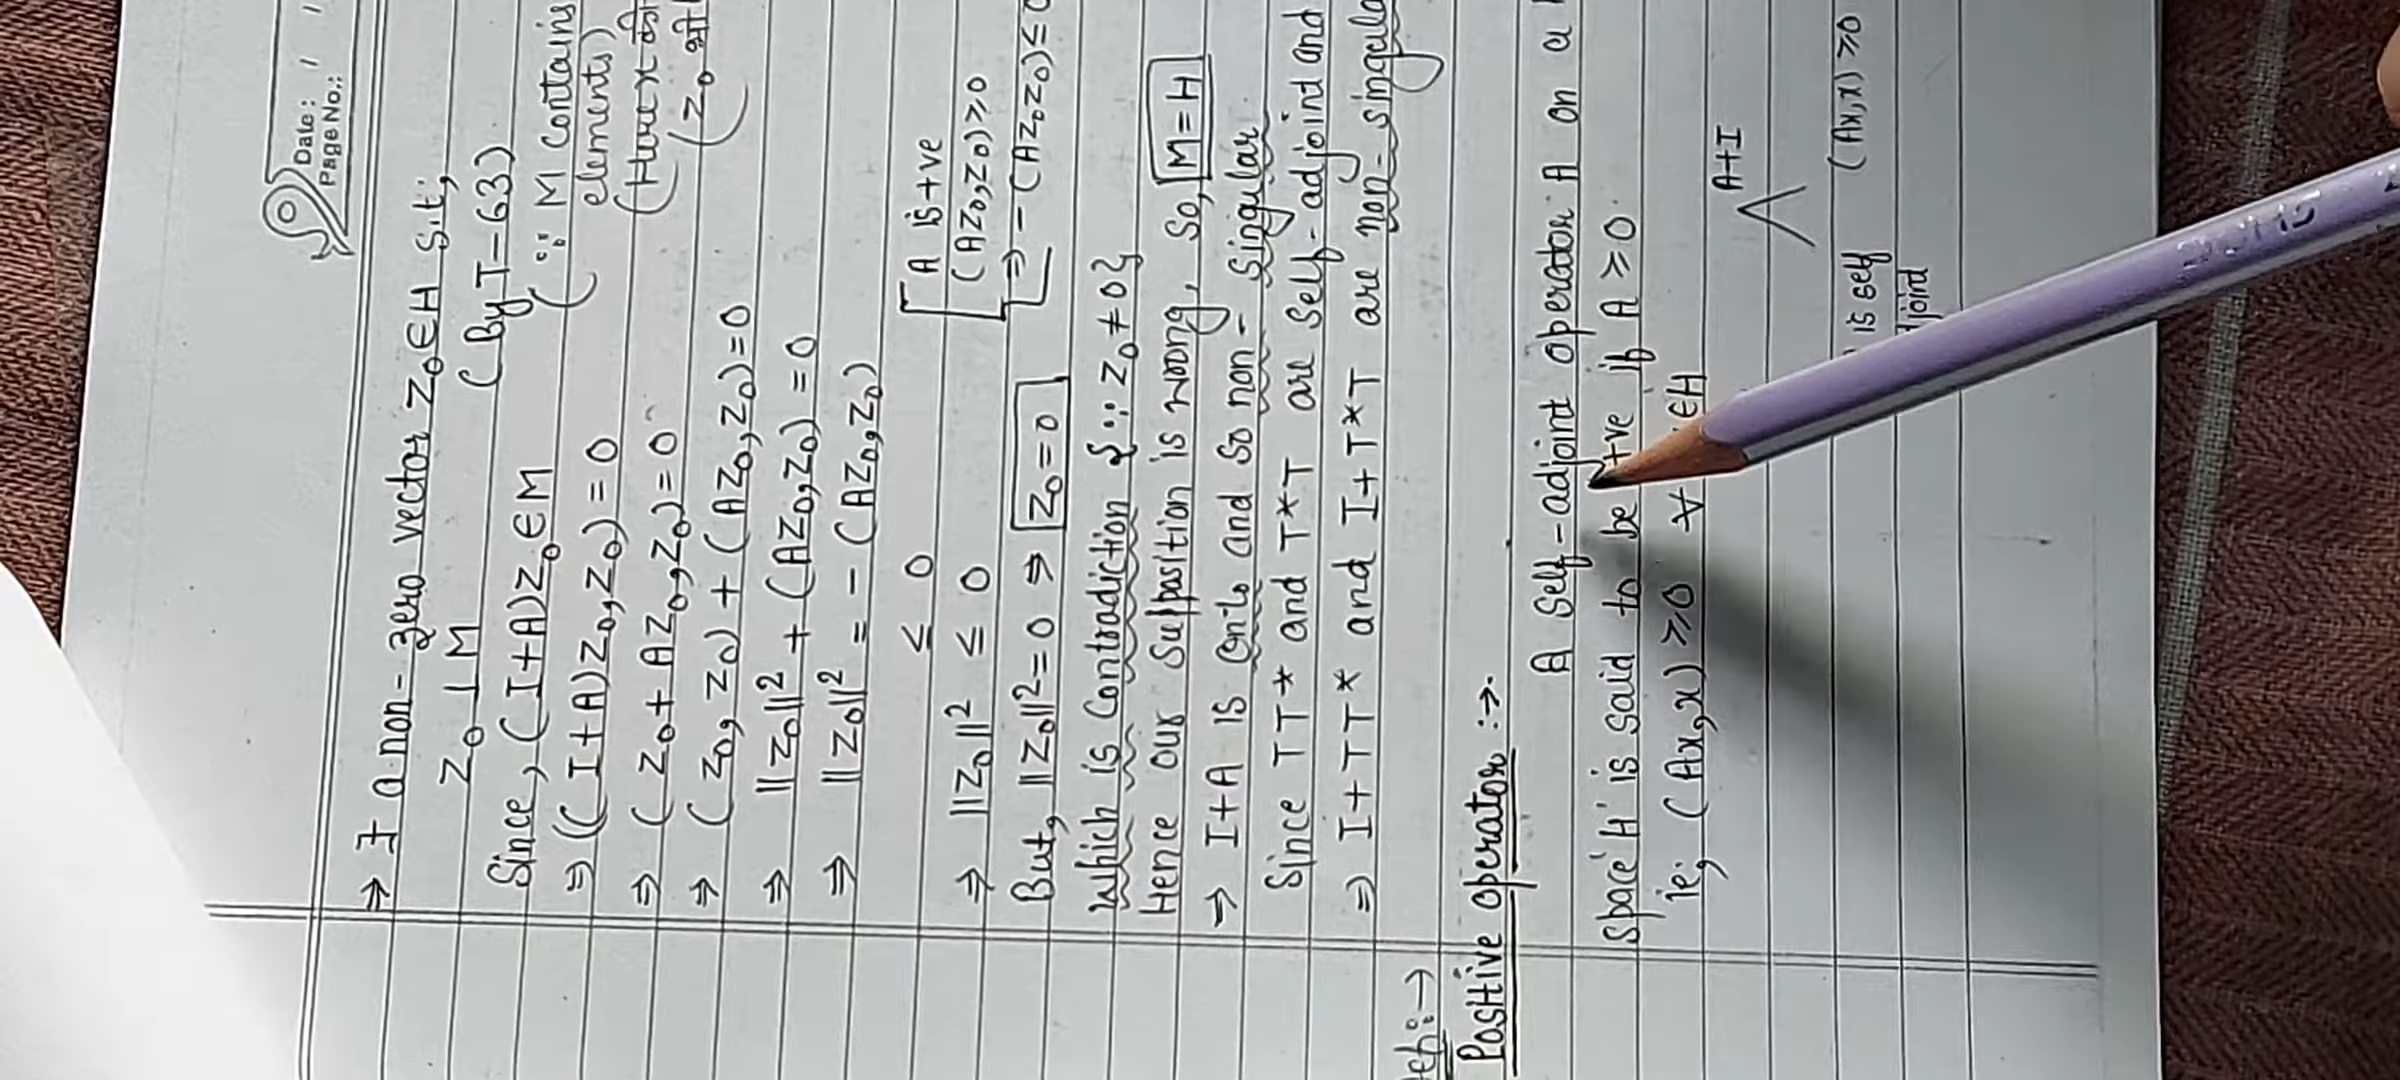 Date: / /
Page No.:
⇒ ∃ a non-zero vector z₀ ∈ H s.t;
z₀ ⊥ M (By T-63)
Since, (I+A)z₀ ∈ M (∵ M contains
elements)
⇒ ((I+A)z₀, z₀) = 0
⇒ (z₀ + Az₀, z₀) = 0
⇒ (z₀, z₀) + (Az₀, z₀) = 0
⇒ ||z₀||² + (Az₀, z₀) = 0
⇒ ||z₀||² = -(Az₀, z₀)
≤ 0 [A is +ve
(Az₀, z₀) ≥ 0
⇒ ||z₀||² ≤ 0 ⇒ -(Az₀, z₀) ≤ 0
But, ||z₀||² = 0 ⇒ z₀ = 0
which is Contradiction {∵ z₀ ≠ 0}
Hence our Supposition is wrong, So, M = H
⇒ I+A is onto and so non-singular
Since TT* and T*T are self-adjoint and
⇒ I+TT* and I+T*T are non-singula
Positive operator :→
A self-adjoint operator A on a
space 'H' is said to be +ve if A ≥ 0
ie, (Ax,x) ≥ 0 ∀ ∈H
A+I
is self (Ax,x) ≥ 0